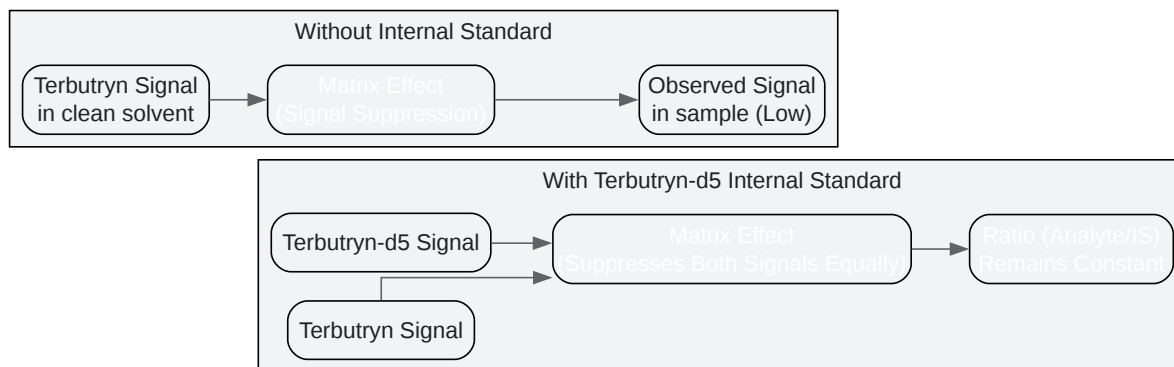 Without Internal Standard
Terbutryn Signal
in clean solvent
Matrix Effect
(Signal Suppression)
Observed Signal
in sample (Low)
With Terbutryn-d5 Internal Standard
Terbutryn-d5 Signal
Terbutryn Signal
Matrix Effect
(Suppresses Both Signals Equally)
Ratio (Analyte/IS)
Remains Constant